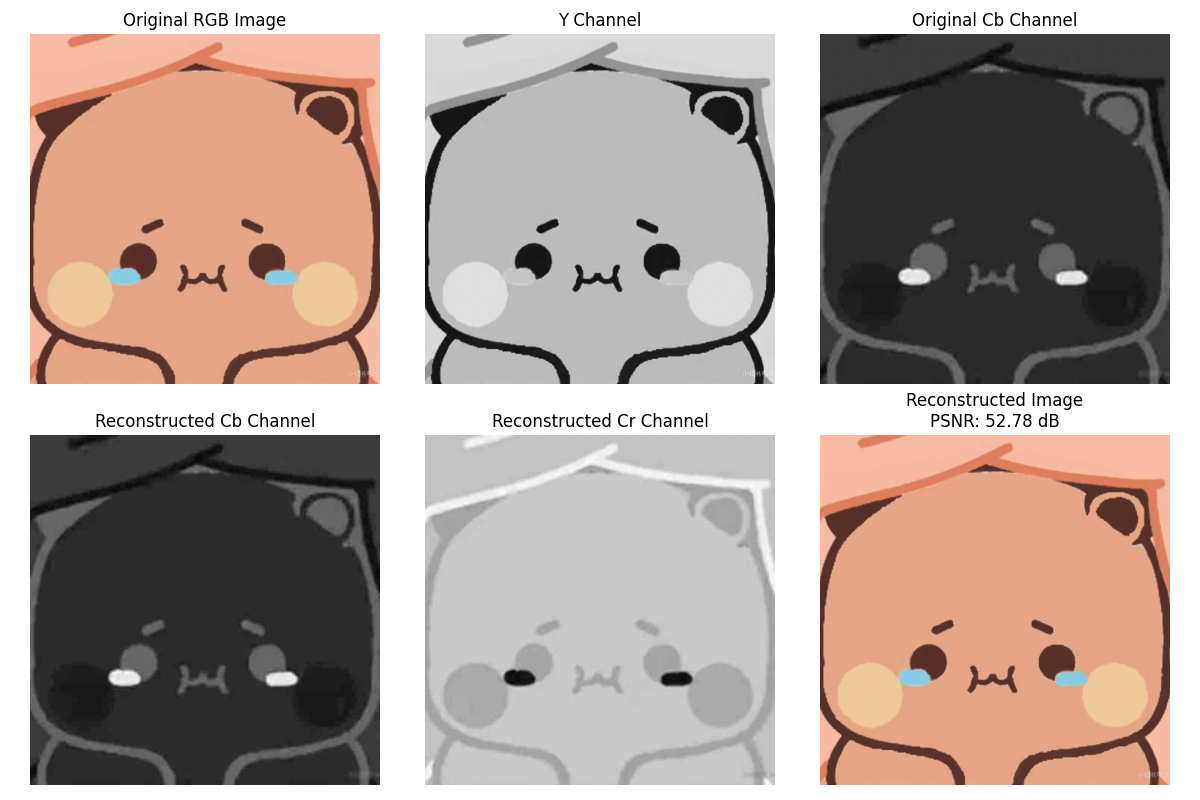 Original RGB Image
Y Channel
Original Cb Channel
Reconstructed Cb Channel
Reconstructed Cr Channel
Reconstructed Image
PSNR: 52.78 dB